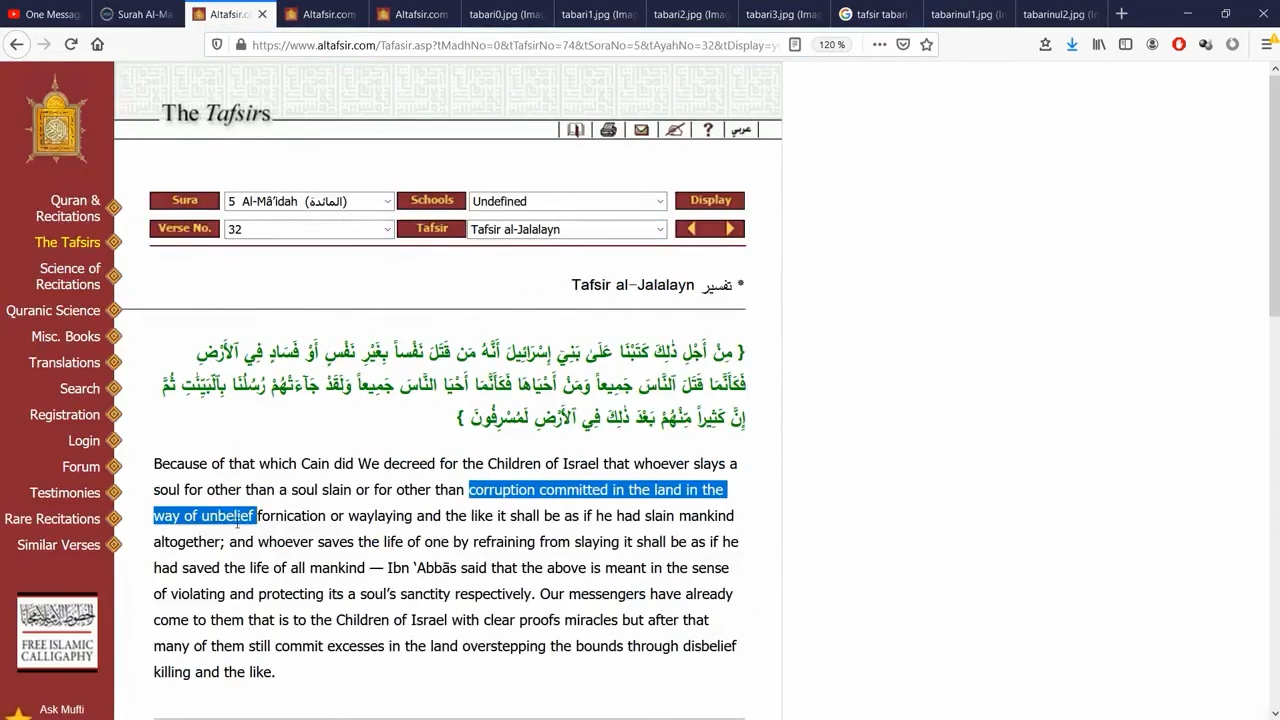 One Messag
Surah Al-Ma
Altafsir.com
Altafsir.com
Altafsir.com
tabari0.jpg (Imag
tabari1.jpg (Imag
tabari2.jpg (Imag
tabari3.jpg (Imag
tafsir tabari
tabarinul1.jpg (Im
tabarinul2.jpg (Im
https://www.altafsir.com/Tafasir.asp?tMadhNo=0&tTafsirNo=74&tSoraNo=5&tAyahNo=32&tDisplay=y
120 %
The Tafsirs
عربي
Sura 5 Al-Mâ'idah (المائدة) Schools Undefined Display
Verse No. 32 Tafsir Tafsir al-Jalalayn
Quran &
Recitations
The Tafsirs
Science of
Recitations
Quranic Science
Misc. Books
Translations
Search
Registration
Login
Forum
Testimonies
Rare Recitations
Similar Verses
FREE ISLAMIC
CALLIGAPHY
Ask Mufti
* تفسير Tafsir al-Jalalayn
{ مِنْ أَجْلِ ذٰلِكَ كَتَبْنَا عَلَىٰ بَنِيۤ إِسْرَائِيلَ أَنَّهُ مَن قَتَلَ نَفْساً بِغَيْرِ نَفْسٍ أَوْ فَسَادٍ فِي ٱلأَرْضِ
فَكَأَنَّمَا قَتَلَ ٱلنَّاسَ جَمِيعاً وَمَنْ أَحْيَاهَا فَكَأَنَّمَا أَحْيَا ٱلنَّاسَ جَمِيعاً وَلَقَدْ جَآءَتْهُمْ رُسُلُنَا بِٱلْبَيِّنَٰتِ ثُمَّ
إِنَّ كَثِيراً مِّنْهُمْ بَعْدَ ذٰلِكَ فِي ٱلأَرْضِ لَمُسْرِفُونَ }
Because of that which Cain did We decreed for the Children of Israel that whoever slays a
soul for other than a soul slain or for other than corruption committed in the land in the
way of unbelief fornication or waylaying and the like it shall be as if he had slain mankind
altogether; and whoever saves the life of one by refraining from slaying it shall be as if he
had saved the life of all mankind — Ibn ‘Abbās said that the above is meant in the sense
of violating and protecting its a soul’s sanctity respectively. Our messengers have already
come to them that is to the Children of Israel with clear proofs miracles but after that
many of them still commit excesses in the land overstepping the bounds through disbelief
killing and the like.